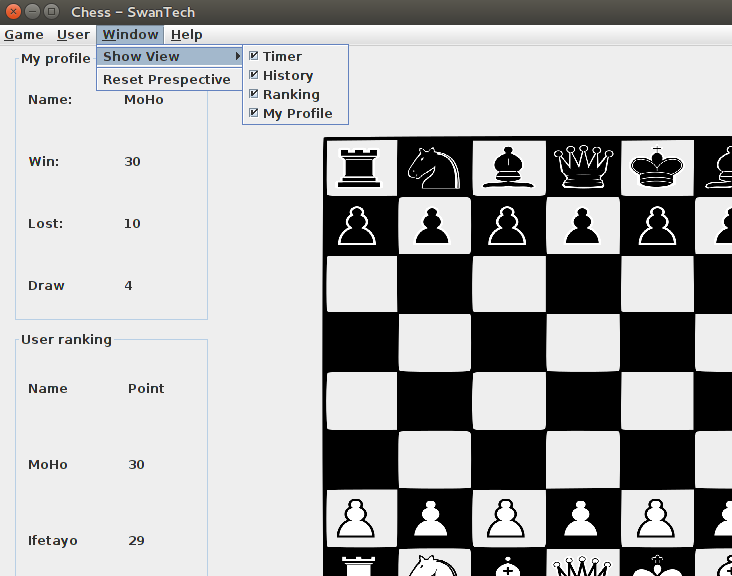 Chess – SwanTech
Game User Window Help
Show View
Reset Prespective
Timer
History
Ranking
My Profile
My profile
Name: MoHo
Win: 30
Lost: 10
Draw 4
User ranking
Name Point
MoHo 30
Ifetayo 29